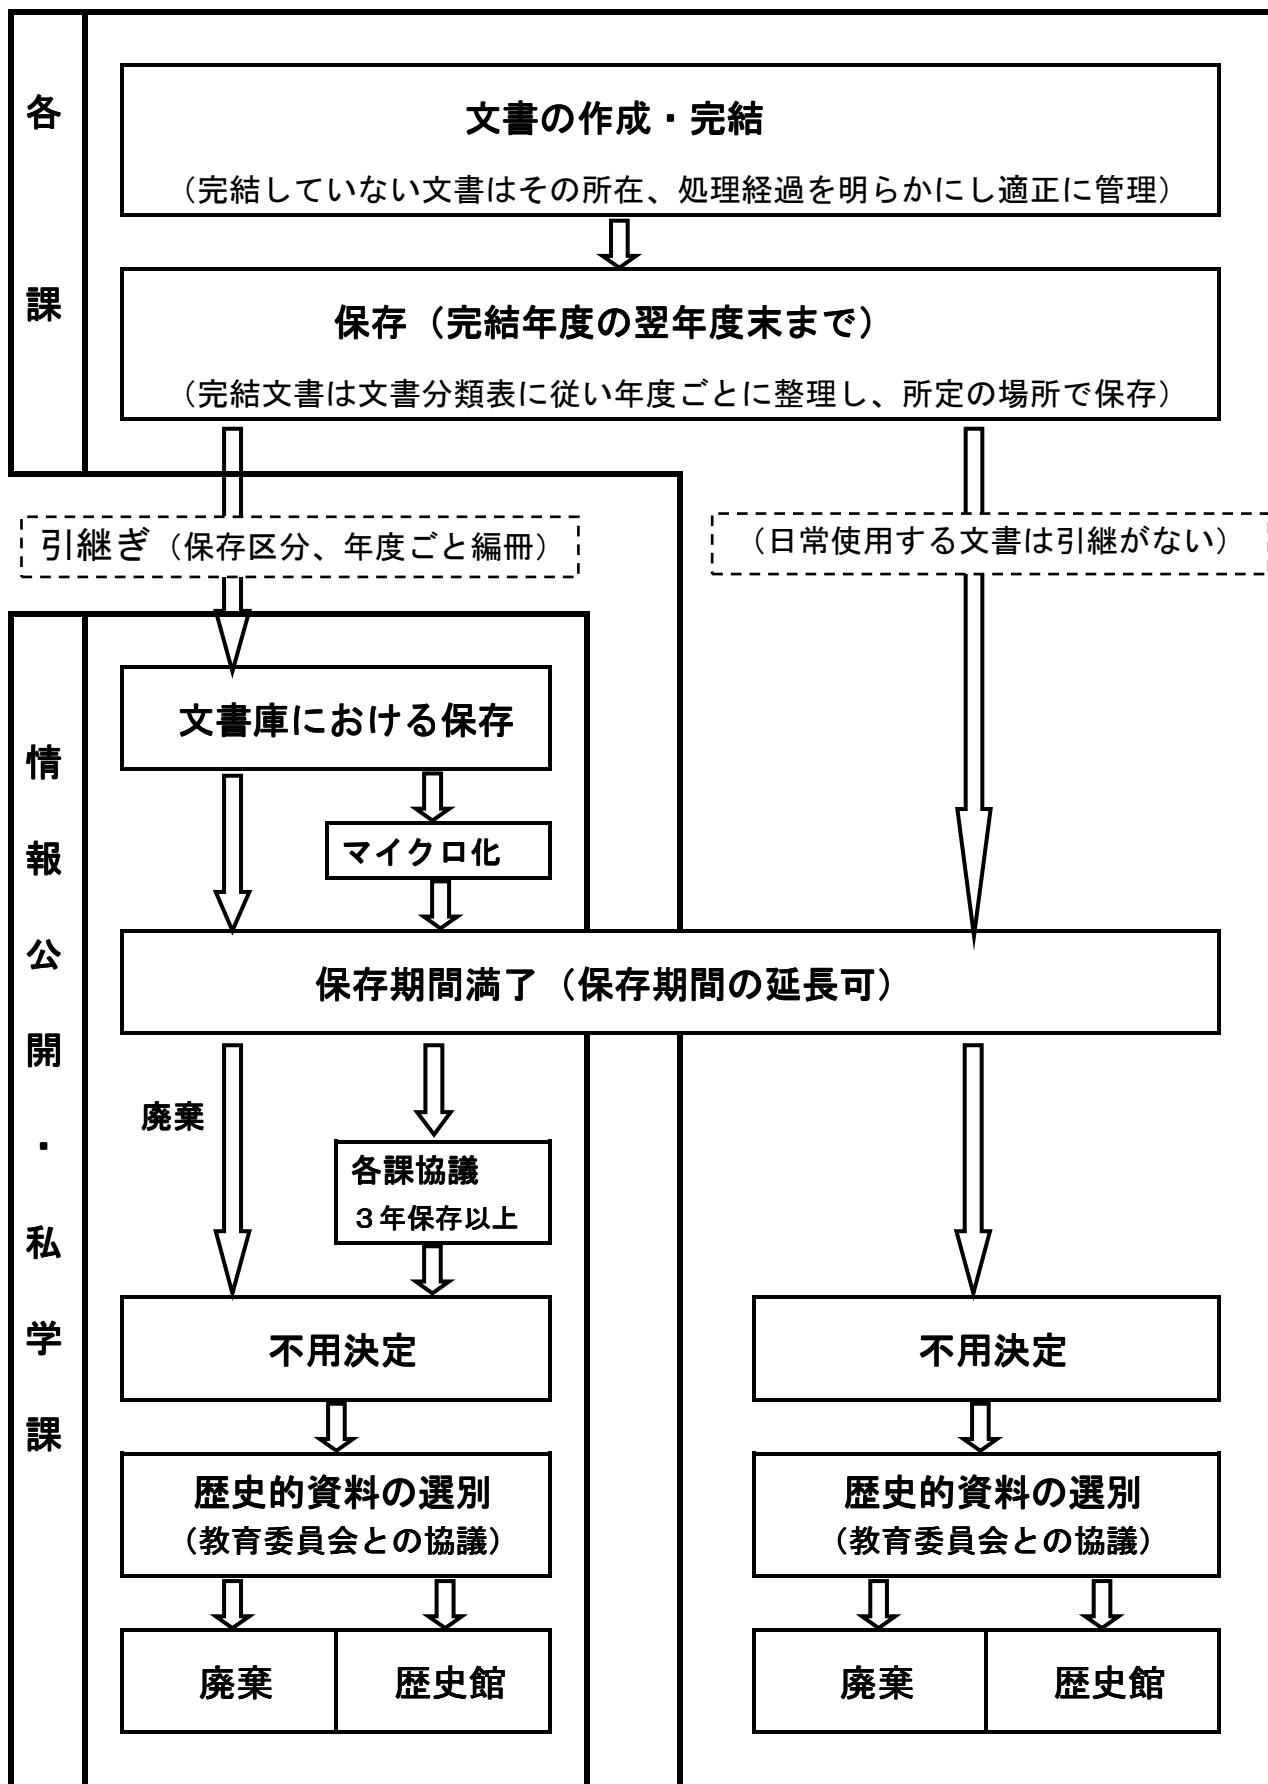 各課
文書の作成・完結
（完結していない文書はその所在、処理経過を明らかにし適正に管理）
保存（完結年度の翌年度末まで）
（完結文書は文書分類表に従い年度ごとに整理し、所定の場所で保存）
引継ぎ（保存区分、年度ごと編冊）
（日常使用する文書は引継がない）
情報公開・私学課
文書庫における保存
マイクロ化
保存期間満了（保存期間の延長可）
廃棄
各課協議
３年保存以上
不用決定
不用決定
歴史的資料の選別
（教育委員会との協議）
歴史的資料の選別
（教育委員会との協議）
廃棄
歴史館
廃棄
歴史館